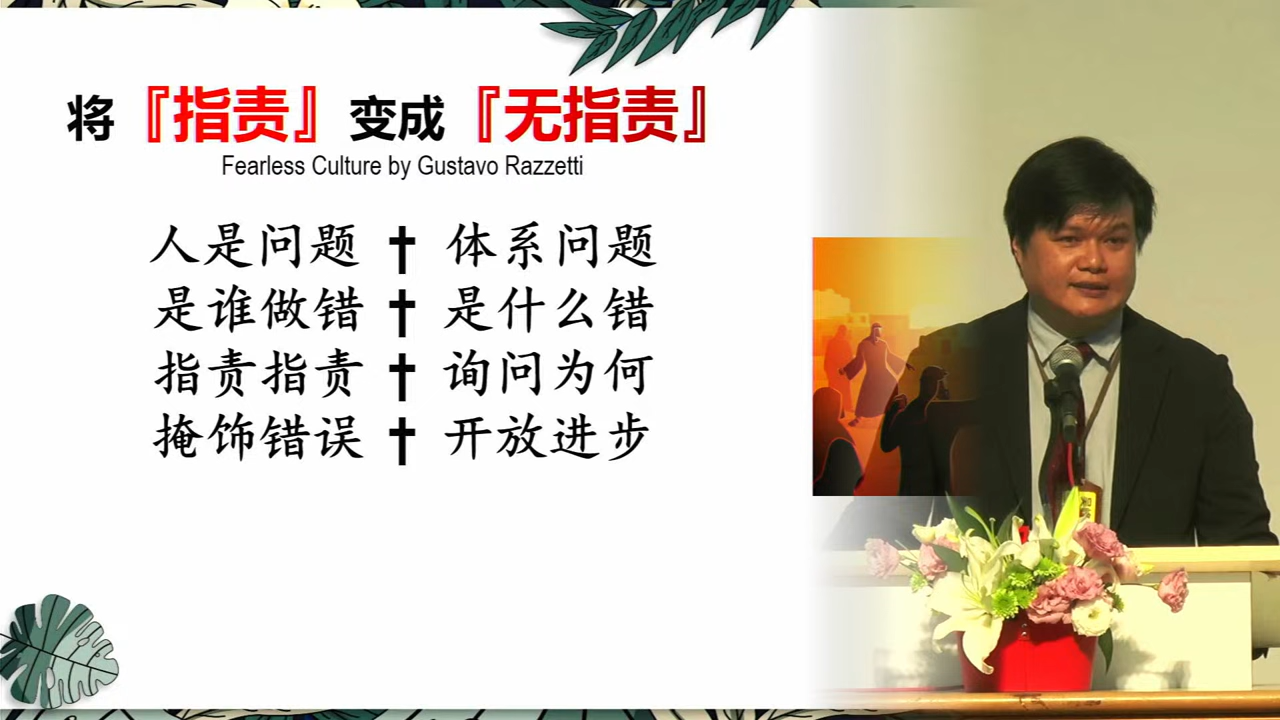 将『指责』变成『无指责』
Fearless Culture by Gustavo Razzetti
人是问题 † 体系问题
是谁做错 † 是什么错
指责指责 † 询问为何
掩饰错误 † 开放进步